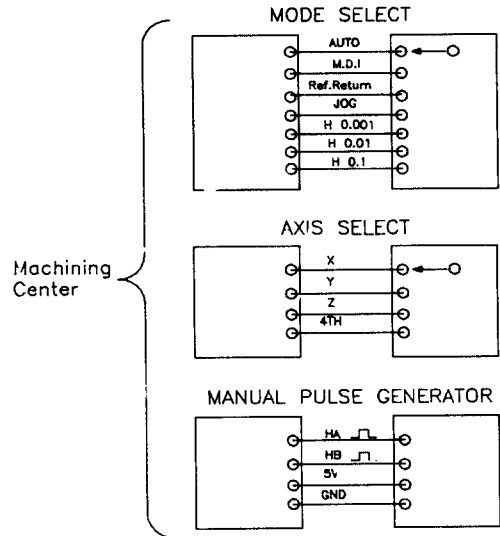 MODE SELECT
AUTO
M.D.I
Ref.Return
JOG
H 0.001
H 0.01
H 0.1
AXIS SELECT
X
Y
Z
4TH
Machining
Center
MANUAL PULSE GENERATOR
HA
HB
5V
GND